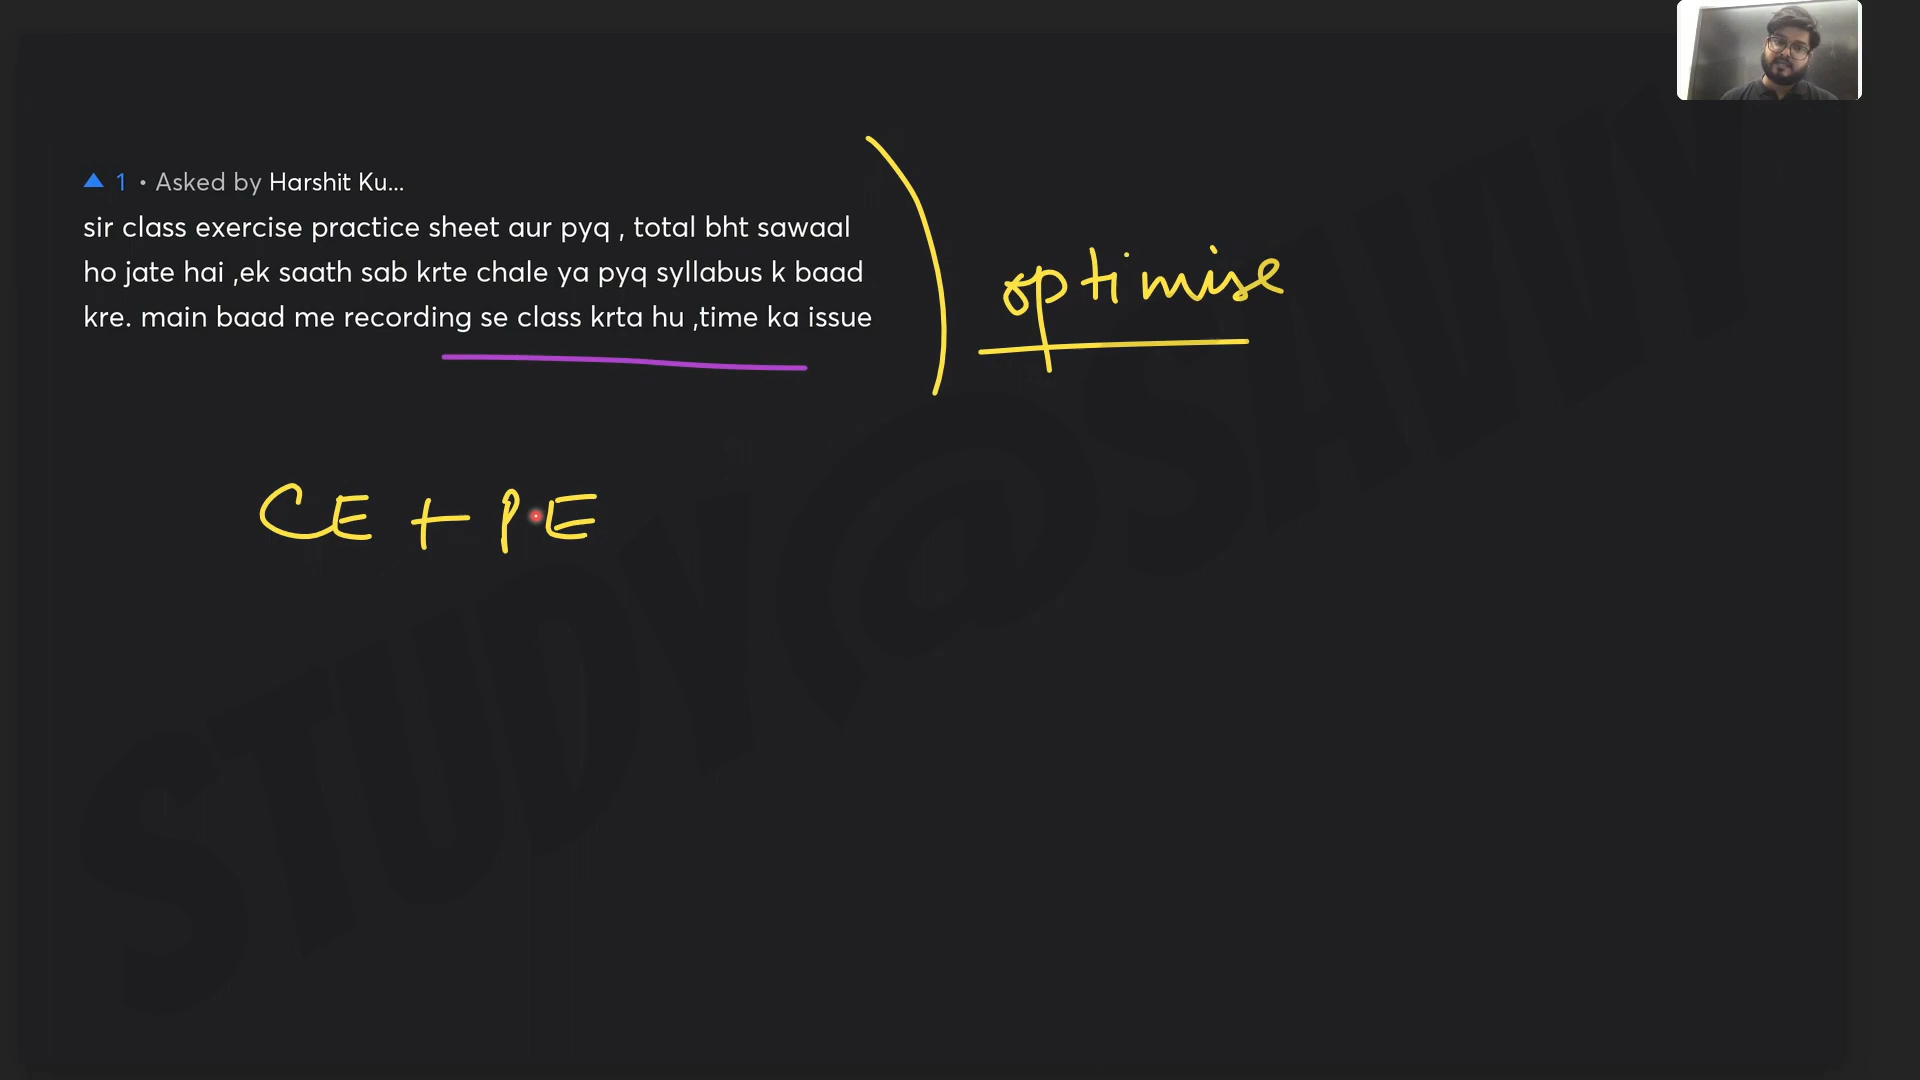 ▲ 1 • Asked by Harshit Ku...
sir class exercise practice sheet aur pyq , total bht sawaal
ho jate hai ,ek saath sab krte chale ya pyq syllabus k baad
kre. main baad me recording se class krta hu ,time ka issue
optimise
CE + PE
STUDY@SAHIIV